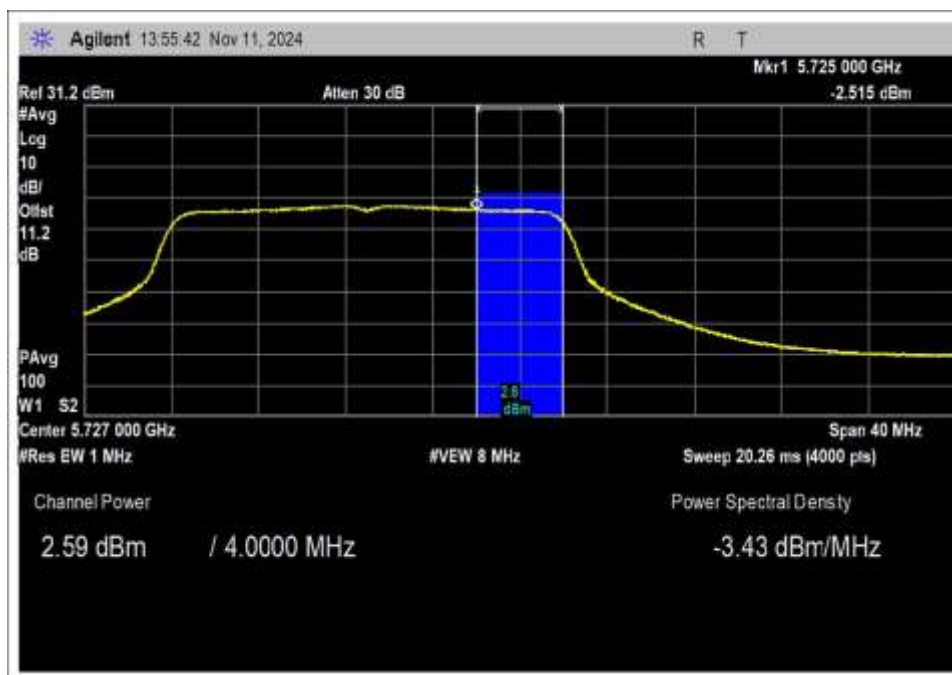 Agilent 13:55:42 Nov 11, 2024 R T
Mkr1 5.725 000 GHz
Ref 31.2 dBm Atten 30 dB -2.515 dBm
#Avg
Log
10
dB/
Offst
11.2
dB
1
PAvg
100
W1 S2
2.6
dBm
Center 5.727 000 GHz Span 40 MHz
#Res BW 1 MHz #VBW 8 MHz Sweep 20.26 ms (4000 pts)
Channel Power Power Spectral Density
2.59 dBm / 4.0000 MHz -3.43 dBm/MHz